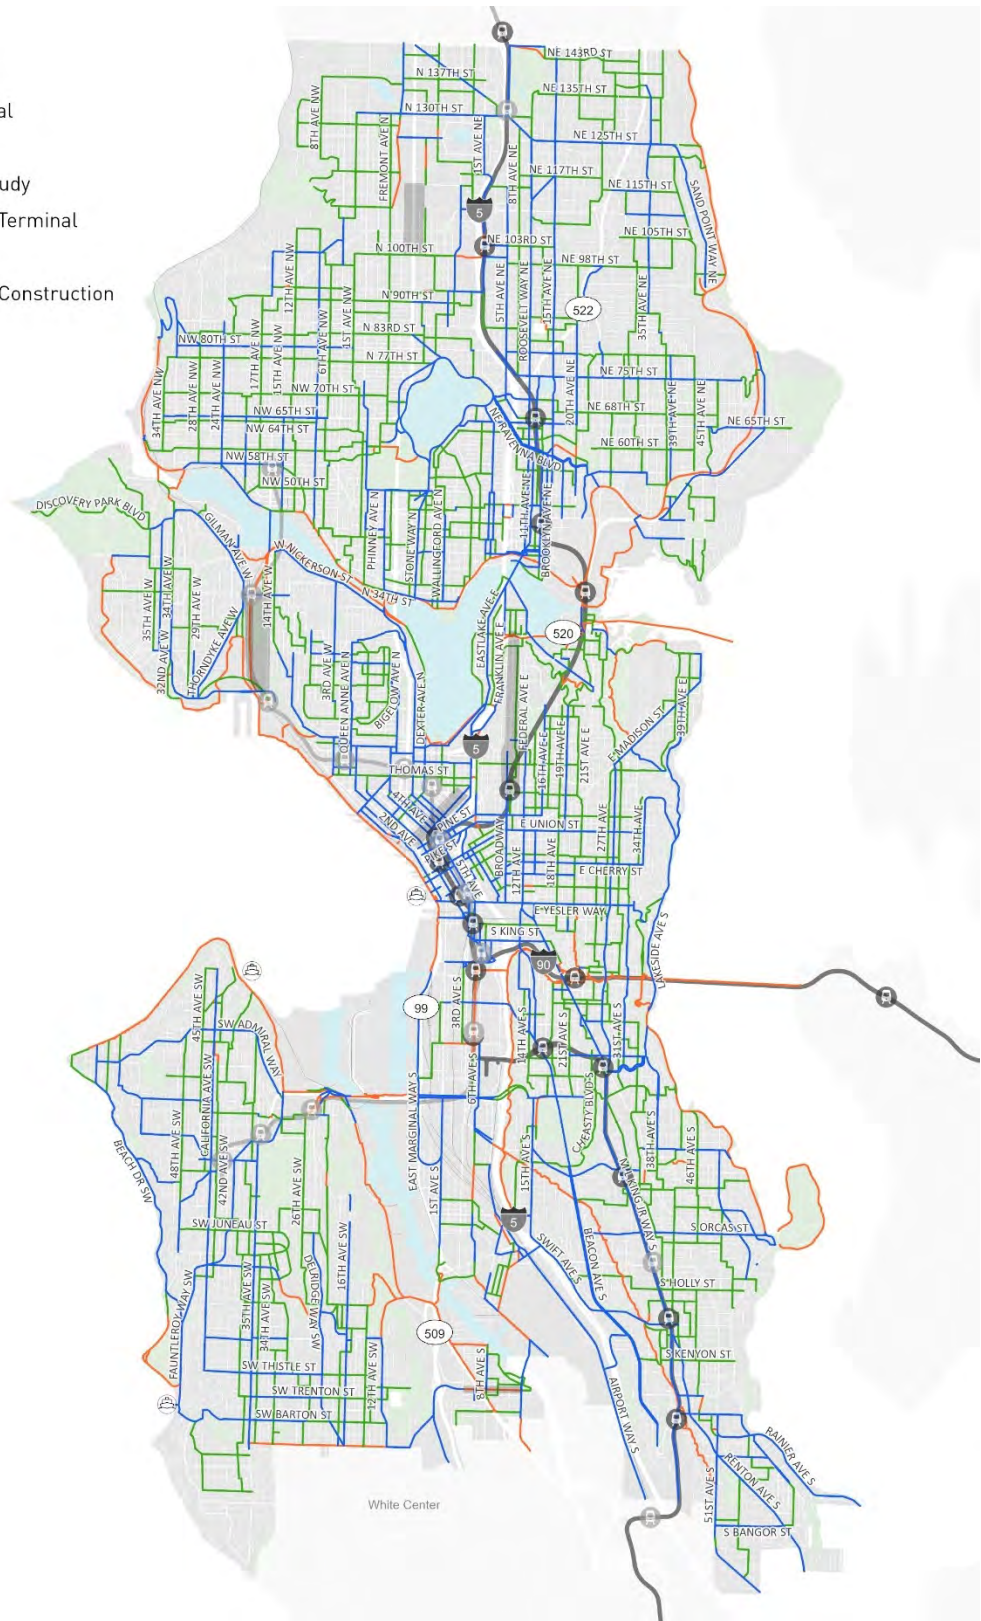 al
udy
Terminal
Construction
NE 143RD ST
N 137TH ST
NE 135TH ST
8TH AVE NW
N 130TH ST
FREMONT AVE N
1ST AVE NE
NE 125TH ST
8TH AVE NE
NE 117TH ST
NE 115TH ST
SAND POINT WAY NE
5
NE 105TH ST
NE 103RD ST
N 100TH ST
NE 98TH ST
12TH AVE NW
5TH AVE NE
ROOSEVELT WAY NE
15TH AVE NE
35TH AVE NE
N 90TH ST
522
1ST AVE NW
6TH AVE NW
17TH AVE NW
15TH AVE NW
N 83RD ST
NW 80TH ST
N 77TH ST
NE 75TH ST
20TH AVE NE
34TH AVE NW
28TH AVE NW
24TH AVE NW
NW 70TH ST
39TH AVE NE
45TH AVE NE
NW 65TH ST
NE 68TH ST
NE 65TH ST
NW 64TH ST
NE RAVENNA BLVD
NE 60TH ST
NW 58TH ST
NW 50TH ST
DISCOVERY PARK BLVD
GILMAN AVE W
PHINNEY AVE N
STONE WAY N
WALLINGFORD AVE N
11TH AVE NE
BROOKLYN AVE NE
W NICKERSON ST
N 34TH ST
35TH AVE W
34TH AVE W
29TH AVE W
14TH AVE W
32ND AVE W
THORNDYKE AVE W
EASTLAKE AVE E
FRANKLIN AVE E
520
3RD AVE W
QUEEN ANNE AVE N
BIGELOW AVE N
DEXTER AVE N
FEDERAL AVE E
39TH AVE E
E MADISON ST
5
16TH AVE E
19TH AVE E
21ST AVE E
THOMAS ST
4TH AVE
2ND AVE
PINE ST
PIKE ST
5TH AVE
BROADWAY
12TH AVE
E UNION ST
18TH AVE
27TH AVE
34TH AVE
E CHERRY ST
E YESLER WAY
S KING ST
LAKESIDE AVE S
90
99
3RD AVE S
45TH AVE SW
SW ADMIRAL WAY
14TH AVE S
21ST AVE S
31ST AVE S
6TH AVE S
CHEASTY BLVD S
EAST MARGINAL WAY S
CALIFORNIA AVE SW
48TH AVE SW
42ND AVE SW
BEACH DR SW
26TH AVE SW
1ST AVE S
15TH AVE S
38TH AVE S
46TH AVE S
M L KING JR WAY S
SW JUNEAU ST
5
S ORCAS ST
16TH AVE SW
DELRIDGE WAY SW
SWIFT AVE S
BEACON AVE S
35TH AVE SW
34TH AVE SW
FAUNTLEROY WAY SW
S HOLLY ST
509
S KENYON ST
SW THISTLE ST
8TH AVE S
12TH AVE SW
SW TRENTON ST
SW BARTON ST
AIRPORT WAY S
RAINIER AVE S
RENTON AVE S
51ST AVE S
White Center
S BANGOR ST